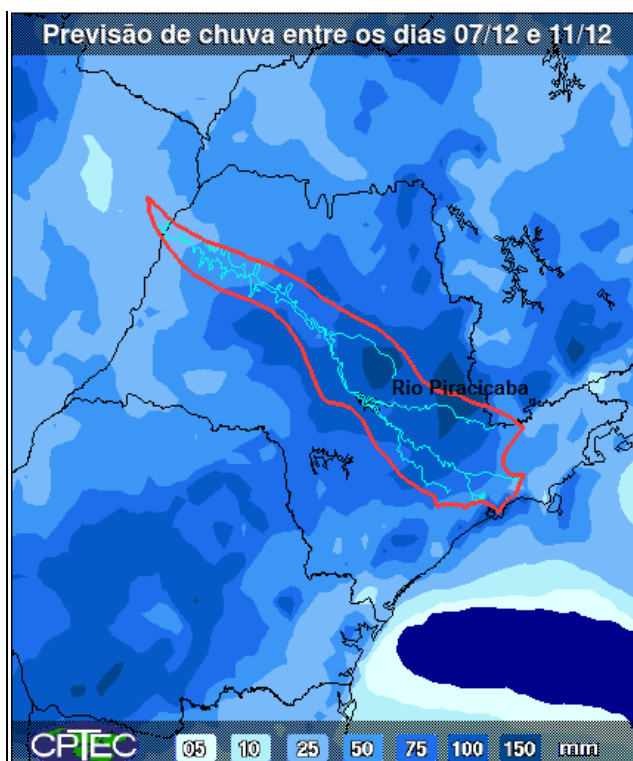 Previsão de chuva entre os dias 07/12 e 11/12
Rio Piracicaba
CPTEC 05 10 25 50 75 100 150 mm